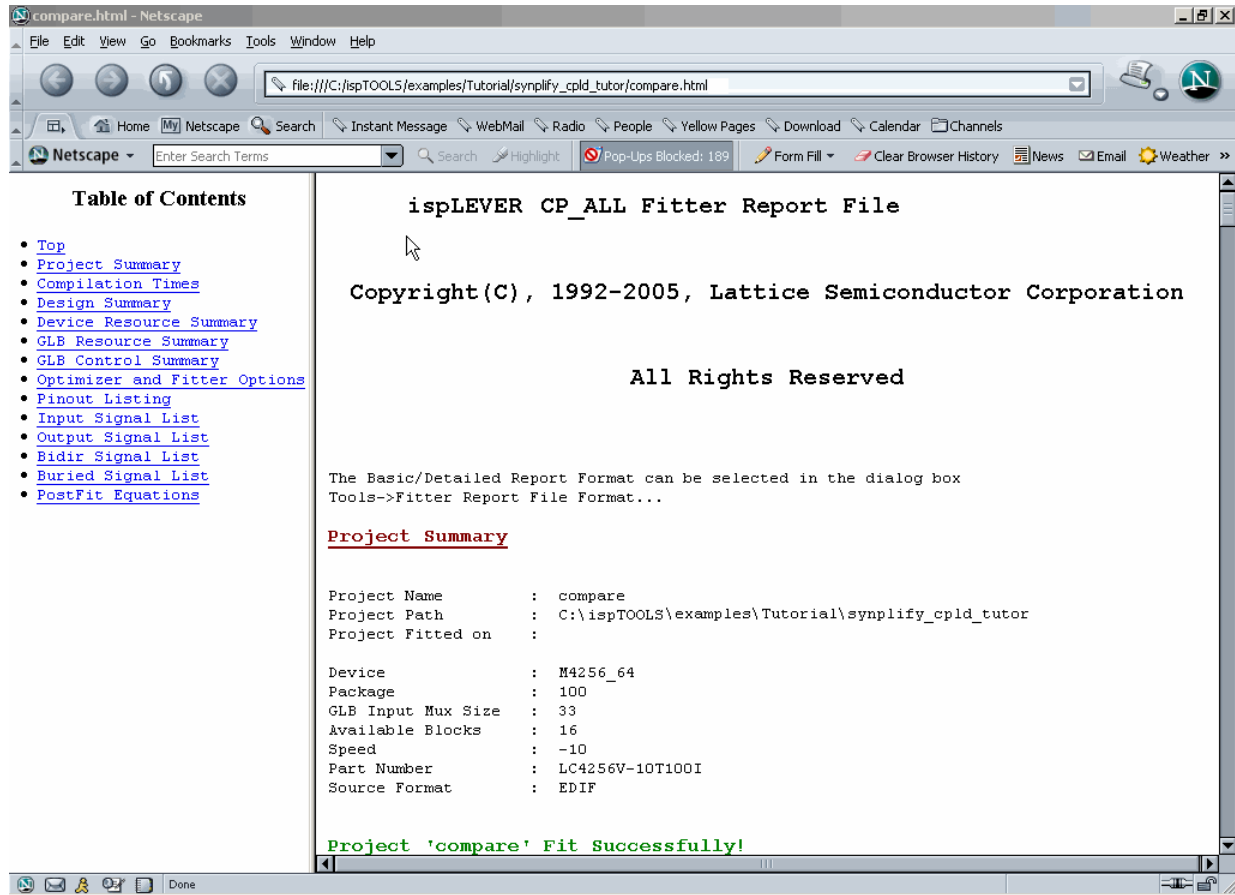 compare.html - Netscape
File Edit View Go Bookmarks Tools Window Help
file:///C:/ispTOOLS/examples/Tutorial/synplify_cpld_tutor/compare.html
Home My Netscape Search Instant Message WebMail Radio People Yellow Pages Download Calendar Channels
Netscape Enter Search Terms Search Highlight Pop-Ups Blocked: 189 Form Fill Clear Browser History News Email Weather »
Table of Contents
Top
Project Summary
Compilation Times
Design Summary
Device Resource Summary
GLB Resource Summary
GLB Control Summary
Optimizer and Fitter Options
Pinout Listing
Input Signal List
Output Signal List
Bidir Signal List
Buried Signal List
PostFit Equations
ispLEVER CP_ALL Fitter Report File
Copyright(C), 1992-2005, Lattice Semiconductor Corporation
All Rights Reserved
The Basic/Detailed Report Format can be selected in the dialog box
Tools->Fitter Report File Format...
Project Summary
Project Name : compare
Project Path : C:\ispTOOLS\examples\Tutorial\synplify_cpld_tutor
Project Fitted on :
Device : M4256_64
Package : 100
GLB Input Mux Size : 33
Available Blocks : 16
Speed : -10
Part Number : LC4256V-10T100I
Source Format : EDIF
Project 'compare' Fit Successfully!
Done